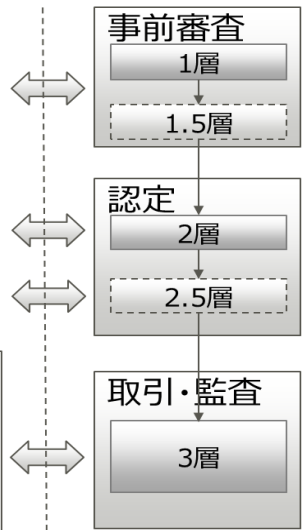 事前審査
1層
1.5層
認定
2層
2.5層
取引・監査
3層